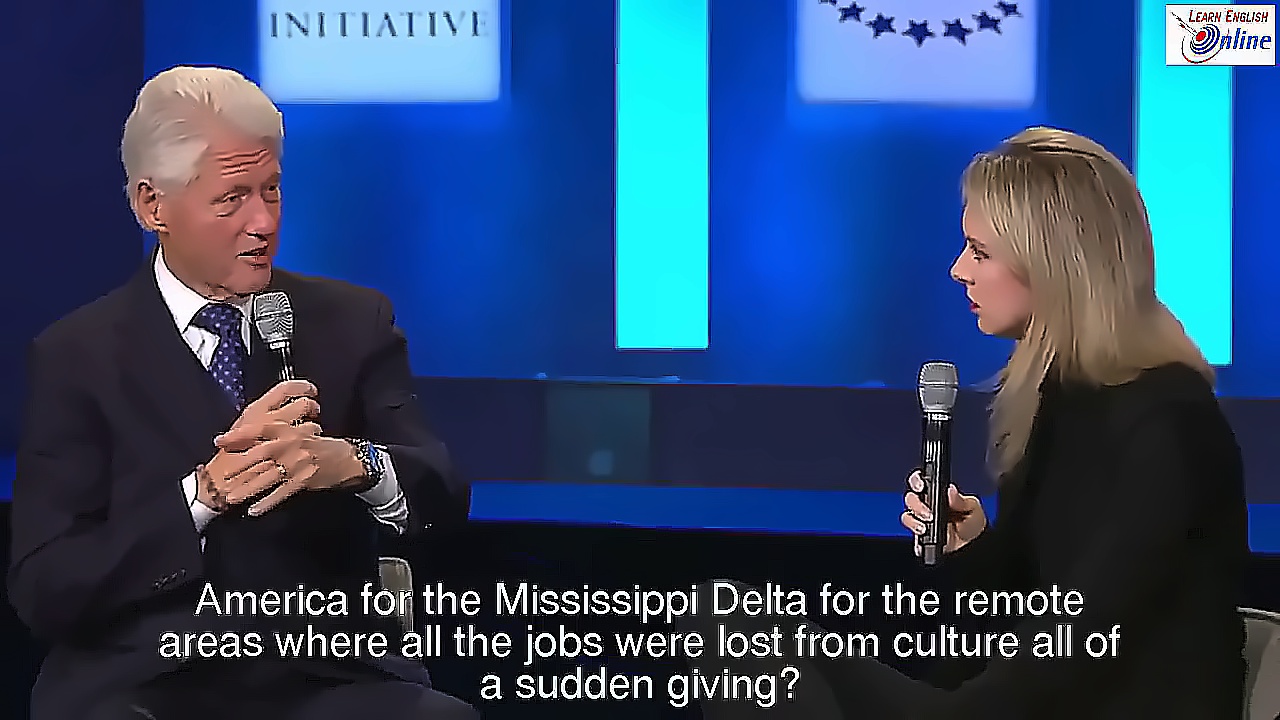 INITIATIVE
LEARN ENGLISH
Online
America for the Mississippi Delta for the remote
areas where all the jobs were lost from culture all of
a sudden giving?